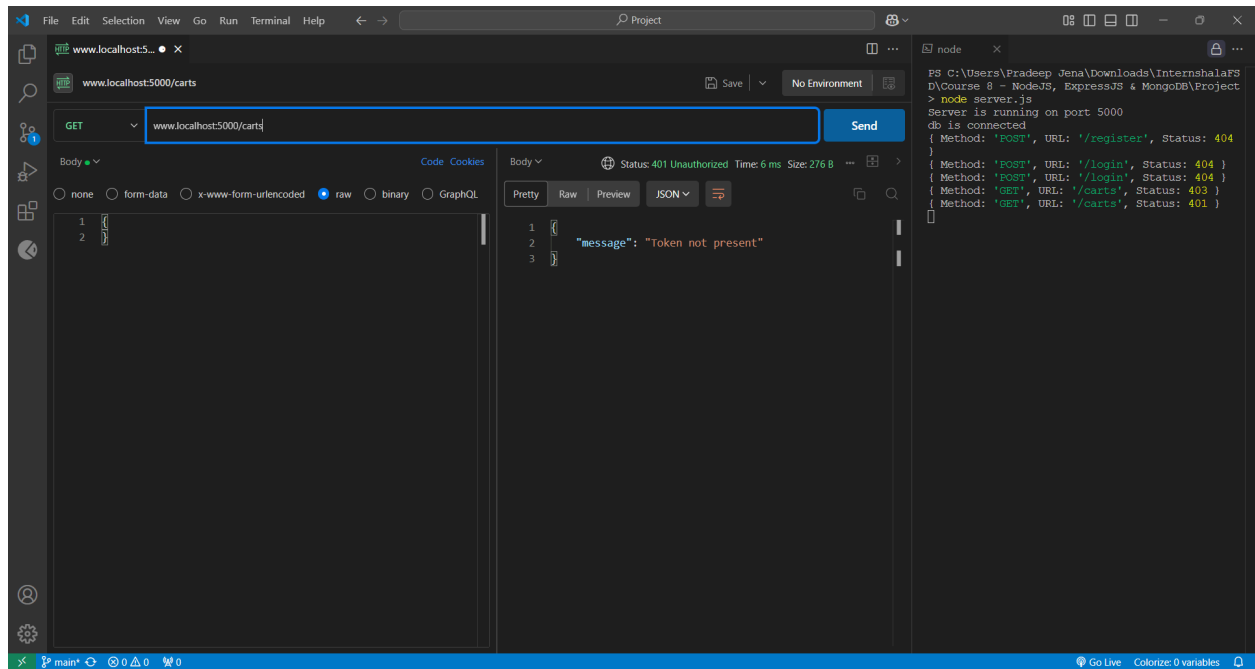 File Edit Selection View Go Run Terminal Help
Project
www.localhost:5...
www.localhost:5000/carts
Save
No Environment
GET
www.localhost:5000/carts
Send
Body
Code Cookies
none form-data x-www-form-urlencoded raw binary GraphQL
1 {
2 }
Body
Status: 401 Unauthorized Time: 6 ms Size: 276 B
Pretty Raw Preview JSON
1 {
2 "message": "Token not present"
3 }
node
PS C:\Users\Pradeep Jena\Downloads\InternshalaFS
D\Course 8 - NodeJS, ExpressJS & MongoDB\Project
> node server.js
Server is running on port 5000
db is connected
{ Method: 'POST', URL: '/register', Status: 404
}
{ Method: 'POST', URL: '/login', Status: 404 }
{ Method: 'POST', URL: '/login', Status: 404 }
{ Method: 'GET', URL: '/carts', Status: 403 }
{ Method: 'GET', URL: '/carts', Status: 401 }
1
main* 0 0 0
Go Live Colorize: 0 variables